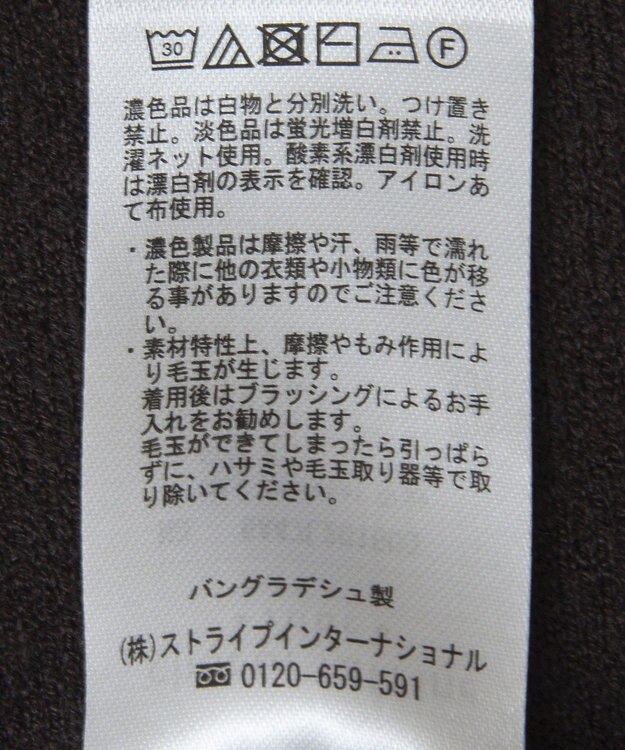 30 F
濃色品は白物と分別洗い。つけ置き
禁止。淡色品は蛍光増白剤禁止。洗
濯ネット使用。酸素系漂白剤使用時
は漂白剤の表示を確認。アイロンあ
て布使用。
・濃色製品は摩擦や汗、雨等で濡れ
た際に他の衣類や小物類に色が移
る事がありますのでご注意くださ
い。
・素材特性上、摩擦やもみ作用によ
り毛玉が生じます。
着用後はブラッシングによるお手
入れをお勧めします。
毛玉ができてしまったら引っぱら
ずに、ハサミや毛玉取り器等で取
り除いてください。
バングラデシュ製
(株)ストライプインターナショナル
0120-659-591